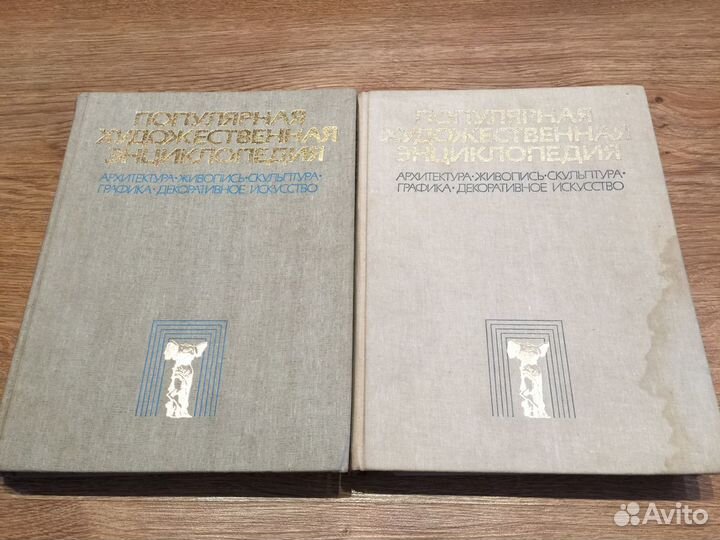 ПОПУЛЯРНАЯ
ХУДОЖЕСТВЕННАЯ
ЭНЦИКЛОПЕДИЯ
АРХИТЕКТУРА·ЖИВОПИСЬ·СКУЛЬПТУРА·
ГРАФИКА·ДЕКОРАТИВНОЕ ИСКУССТВО
ПОПУЛЯРНАЯ
ХУДОЖЕСТВЕННАЯ
ЭНЦИКЛОПЕДИЯ
АРХИТЕКТУРА·ЖИВОПИСЬ·СКУЛЬПТУРА·
ГРАФИКА·ДЕКОРАТИВНОЕ ИСКУССТВО
Avito